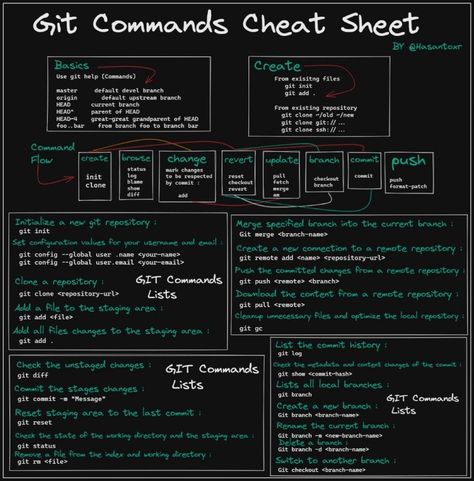 Git Commands Cheat Sheet
BY @Hasantoxr
Basics
Use git help (Commands)
master default devel branch
origin default upstream branch
HEAD current branch
HEAD^ parent of HEAD
HEAD~4 great-great grandparent of HEAD
foo..bar from branch foo to branch bar
Create
From exisitng files
git init
git add .
From existing repository
git clone ~/old ~/new
git clone git://...
git clone ssh://...
Command
Flow
create
init
clone
browse
status
log
blame
show
diff
change
mark changes
to be respected
by commit :
add
revert
reset
checkout
revert
update
pull
fetch
merge
am
branch
checkout
branch
commit
commit
push
push
format-patch
Initialize a new git repository :
git init
Set configuration values for your username and email :
git config --global user .name <your-name>
git config --global user.email <your-email>
Clone a repository :
git clone <repository-url>
Add a file to the staging area :
git add <file>
Add all files changes to the staging area :
git add .
GIT Commands
Lists
Merge specified branch into the current branch :
Git merge <branch-name>
Create a new connection to a remote repository :
git remote add <name> <repository-url>
Push the committed changes from a remote repository :
git push <remote> <branch>
Download the content from a remote repository :
git pull <remote>
Cleanup unnecessary files and optimize the local repository :
git gc
Check the unstaged changes :
git diff
Commit the stages changes :
git commit -m "Message"
Reset staging area to the last commit :
git reset
Check the state of the working directory and the staging area :
git status
Remove a file from the index and working directory :
git rm <file>
GIT Commands
Lists
List the commit history :
git log
Check the metadata and content changes of the commit :
git show <commit-hash>
Lists all local branches :
git branch
Create a new branch :
Git branch <branch-name>
Rename the current branch :
Git branch -m <new-branch-name>
Delete a branch :
Git branch -d <branch-name>
Switch to another branch :
Git checkout <branch-name>
GIT Commands
Lists